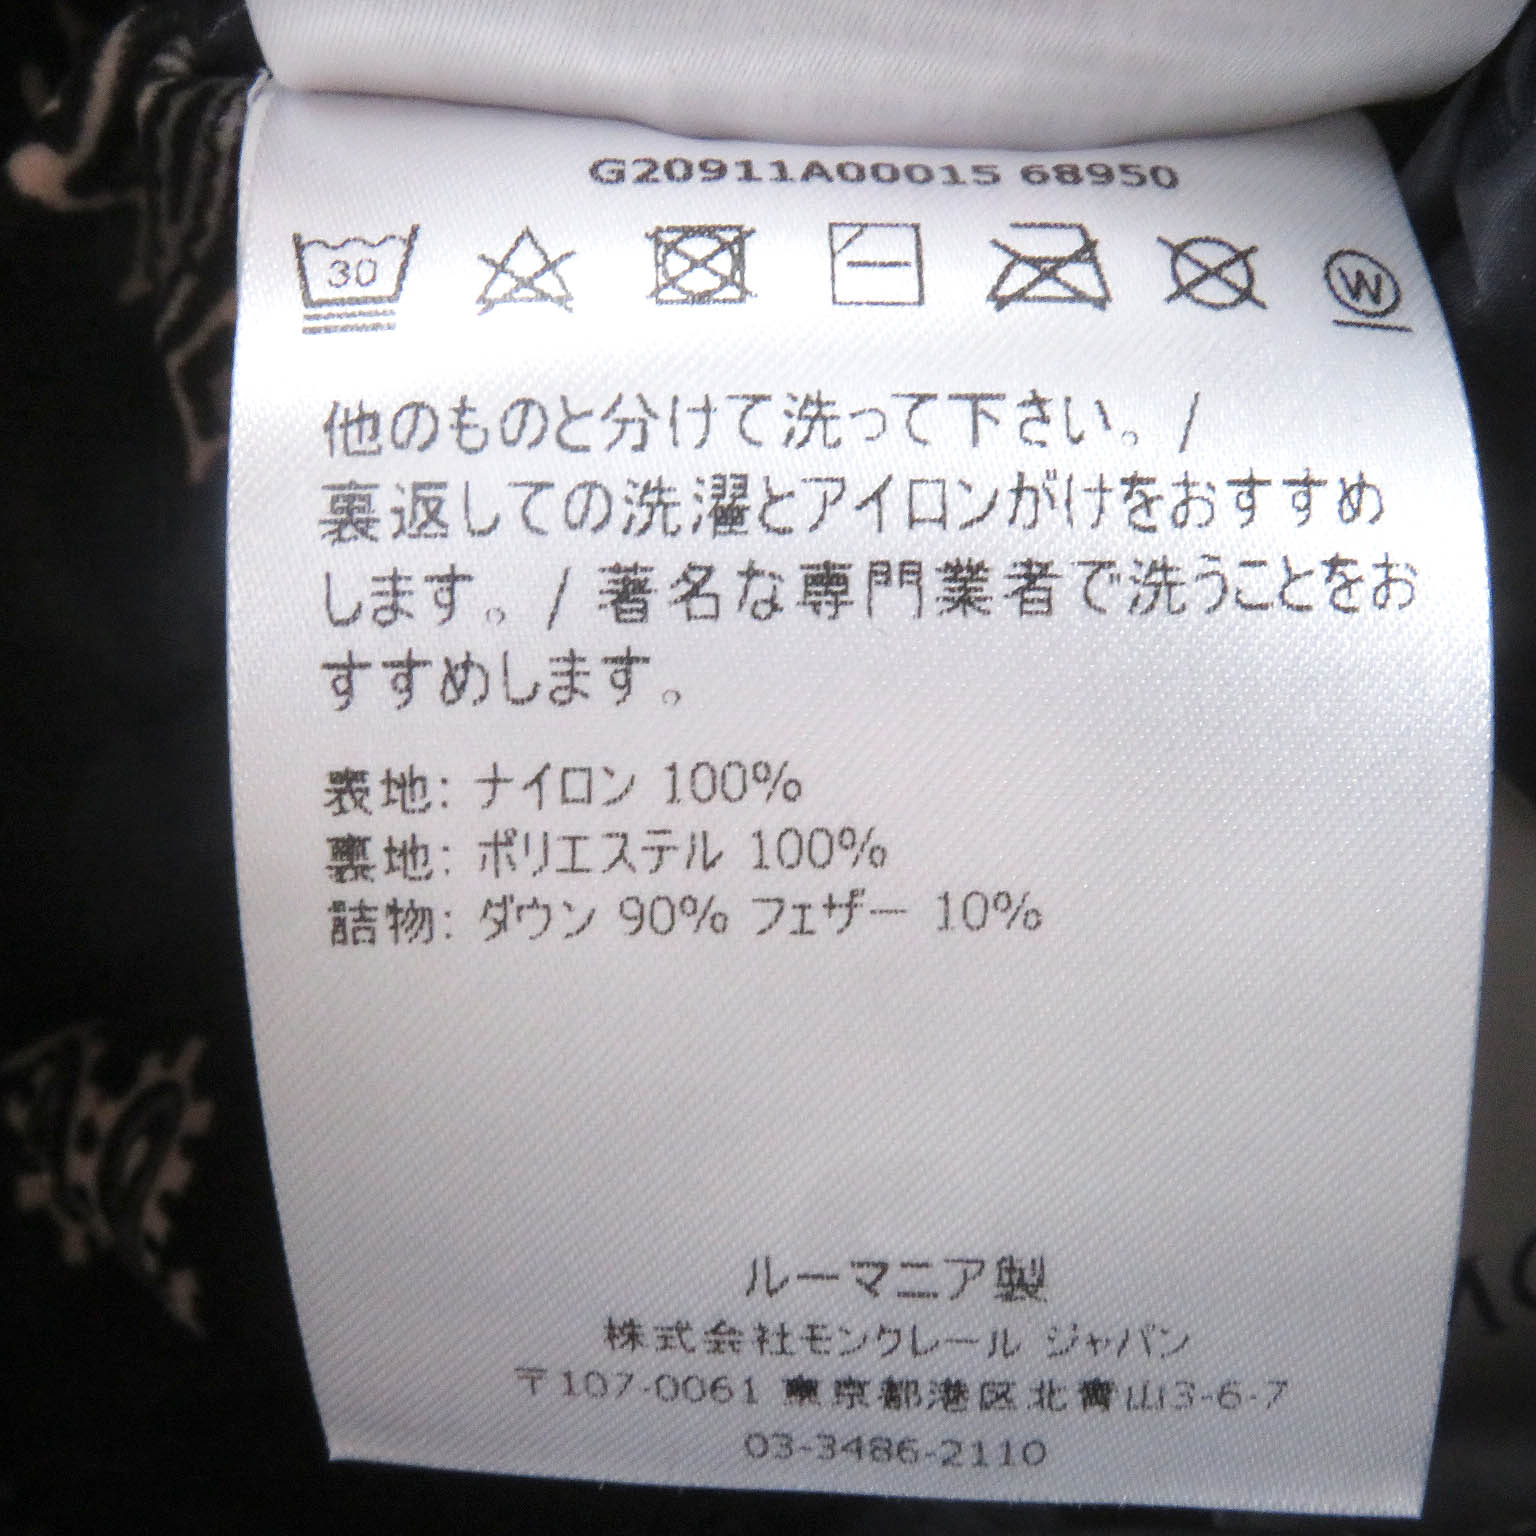 G20911A00015 68950
30
W
他のものと分けて洗って下さい。/
裏返しての洗濯とアイロンがけをおすすめ
します。/ 著名な専門業者で洗うことをお
すすめします。
表地: ナイロン 100%
裏地: ポリエステル 100%
詰物: ダウン 90% フェザー 10%
ルーマニア製
株式会社モンクレール ジャパン
〒107-0061 東京都港区北青山3-6-7
03-3486-2110